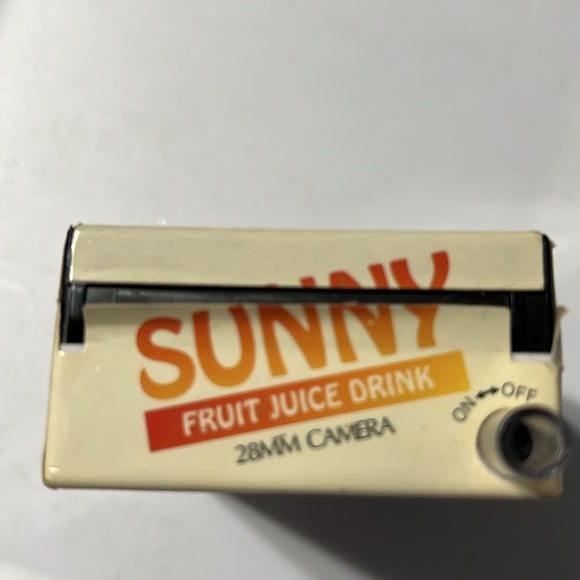 SUNNY
FRUIT JUICE DRINK
28MM CAMERA
ON ↔ OFF